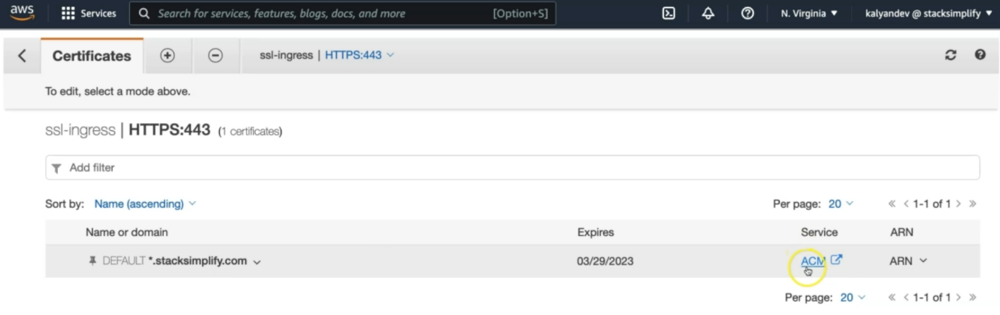 aws Services Search for services, features, blogs, docs, and more [Option+S] N. Virginia ▼ kalyandev @ stacksimplify ▼
Certificates ssl-ingress | HTTPS:443
To edit, select a mode above.
ssl-ingress | HTTPS:443 (1 certificates)
Add filter
Sort by: Name (ascending) Per page: 20 « < 1-1 of 1 > »
Name or domain Expires Service ARN
DEFAULT *.stacksimplify.com 03/29/2023 ACM ARN
Per page: 20 « < 1-1 of 1 > »